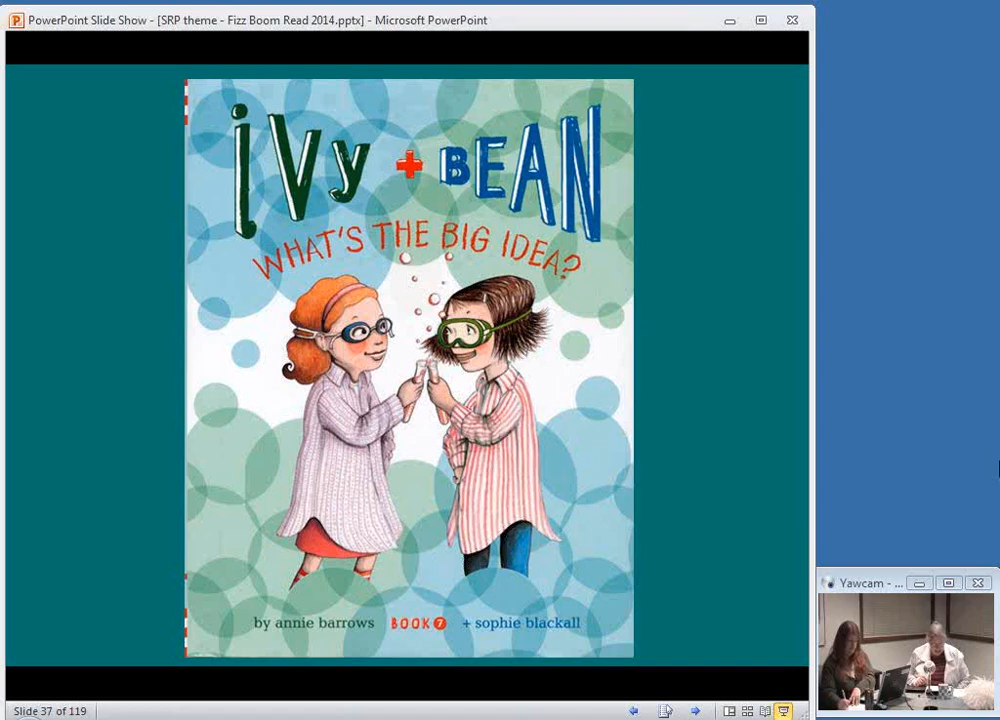 PowerPoint Slide Show - [SRP theme - Fizz Boom Read 2014.pptx] - Microsoft PowerPoint
ivy + BEAN
WHAT'S THE BIG IDEA?
by annie barrows BOOK 7 + sophie blackall
Yawcam - ...
Slide 37 of 119